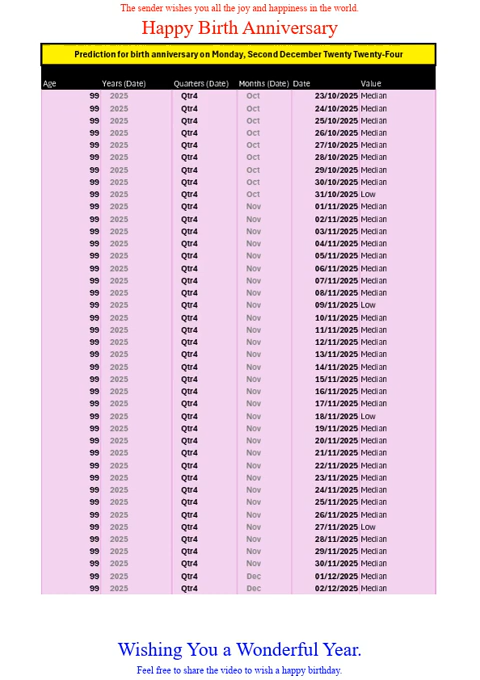 The sender wishes you all the joy and happiness in the world.
Happy Birth Anniversary
Prediction for birth anniversary on Monday, Second December Twenty Twenty-Four
Age Years (Date) Quarters (Date) Months (Date) Date Value
99 2025 Qtr4 Oct 23/10/2025 Median
99 2025 Qtr4 Oct 24/10/2025 Median
99 2025 Qtr4 Oct 25/10/2025 Median
99 2025 Qtr4 Oct 26/10/2025 Median
99 2025 Qtr4 Oct 27/10/2025 Median
99 2025 Qtr4 Oct 28/10/2025 Median
99 2025 Qtr4 Oct 29/10/2025 Median
99 2025 Qtr4 Oct 30/10/2025 Median
99 2025 Qtr4 Oct 31/10/2025 Low
99 2025 Qtr4 Nov 01/11/2025 Median
99 2025 Qtr4 Nov 02/11/2025 Median
99 2025 Qtr4 Nov 03/11/2025 Median
99 2025 Qtr4 Nov 04/11/2025 Median
99 2025 Qtr4 Nov 05/11/2025 Median
99 2025 Qtr4 Nov 06/11/2025 Median
99 2025 Qtr4 Nov 07/11/2025 Median
99 2025 Qtr4 Nov 08/11/2025 Median
99 2025 Qtr4 Nov 09/11/2025 Low
99 2025 Qtr4 Nov 10/11/2025 Median
99 2025 Qtr4 Nov 11/11/2025 Median
99 2025 Qtr4 Nov 12/11/2025 Median
99 2025 Qtr4 Nov 13/11/2025 Median
99 2025 Qtr4 Nov 14/11/2025 Median
99 2025 Qtr4 Nov 15/11/2025 Median
99 2025 Qtr4 Nov 16/11/2025 Median
99 2025 Qtr4 Nov 17/11/2025 Median
99 2025 Qtr4 Nov 18/11/2025 Low
99 2025 Qtr4 Nov 19/11/2025 Median
99 2025 Qtr4 Nov 20/11/2025 Median
99 2025 Qtr4 Nov 21/11/2025 Median
99 2025 Qtr4 Nov 22/11/2025 Median
99 2025 Qtr4 Nov 23/11/2025 Median
99 2025 Qtr4 Nov 24/11/2025 Median
99 2025 Qtr4 Nov 25/11/2025 Median
99 2025 Qtr4 Nov 26/11/2025 Median
99 2025 Qtr4 Nov 27/11/2025 Low
99 2025 Qtr4 Nov 28/11/2025 Median
99 2025 Qtr4 Nov 29/11/2025 Median
99 2025 Qtr4 Nov 30/11/2025 Median
99 2025 Qtr4 Dec 01/12/2025 Median
99 2025 Qtr4 Dec 02/12/2025 Median
Wishing You a Wonderful Year.
Feel free to share the video to wish a happy birthday.